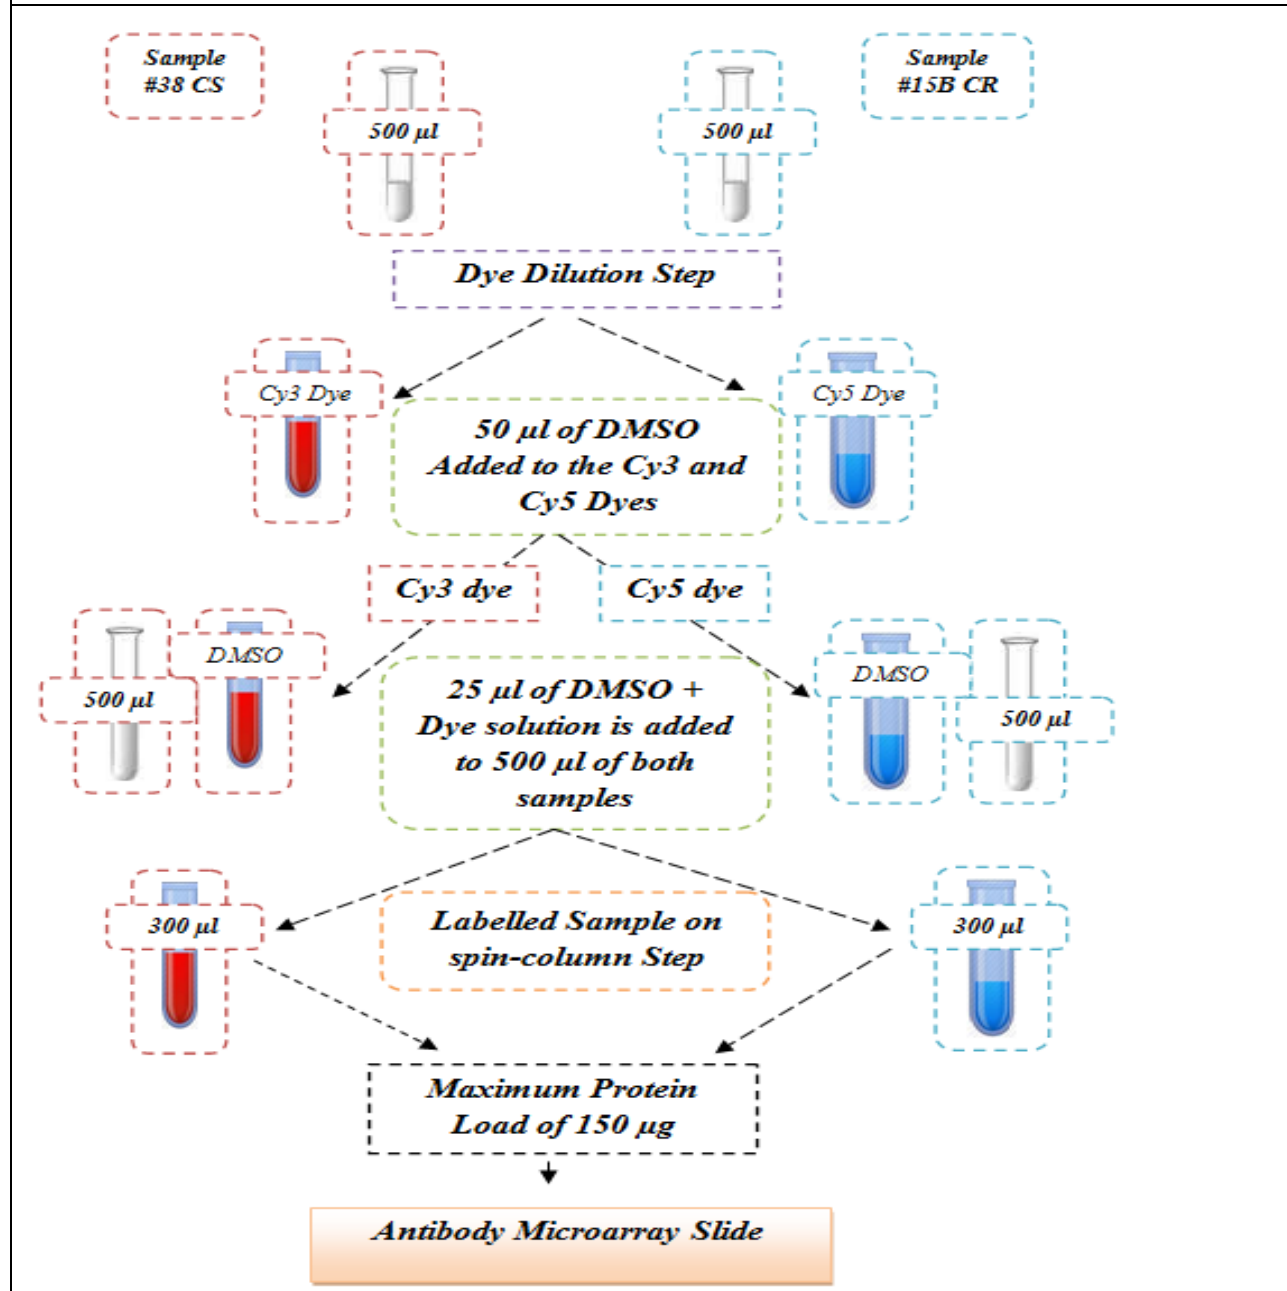 Sample
#38 CS
500 µl
500 µl
Sample
#15B CR
Dye Dilution Step
Cy3 Dye
Cy5 Dye
50 µl of DMSO
Added to the Cy3 and
Cy5 Dyes
Cy3 dye
Cy5 dye
500 µl
DMSO
DMSO
500 µl
25 µl of DMSO +
Dye solution is added
to 500 µl of both
samples
300 µl
300 µl
Labelled Sample on
spin-column Step
Maximum Protein
Load of 150 µg
Antibody Microarray Slide